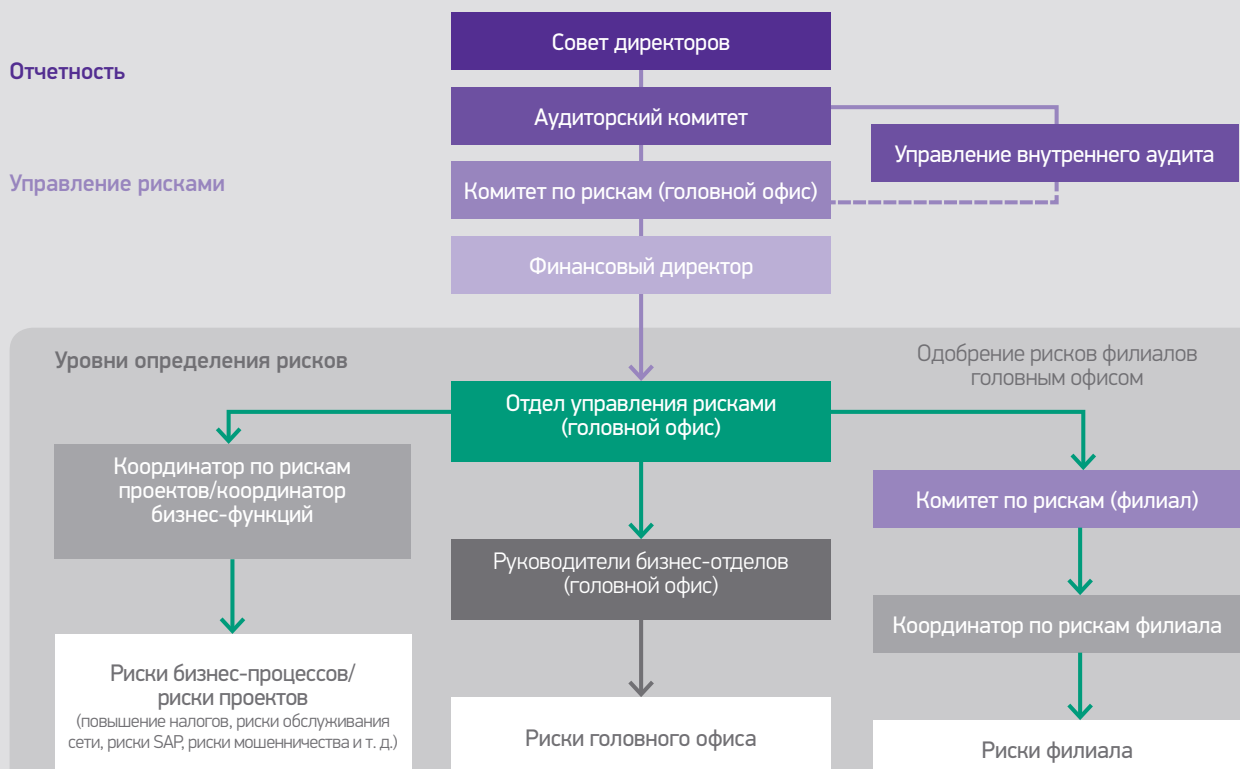 Совет директоров
Отчетность
Аудиторский комитет
Управление внутреннего аудита
Управление рисками
Комитет по рискам (головной офис)
Финансовый директор
Уровни определения рисков
Одобрение рисков филиалов
головным офисом
Отдел управления рисками
(головной офис)
Координатор по рискам
проектов/координатор
бизнес-функций
Комитет по рискам (филиал)
Руководители бизнес-отделов
(головной офис)
Координатор по рискам филиала
Риски бизнес-процессов/
риски проектов
(повышение налогов, риски обслуживания
сети, риски SAP, риски мошенничества и т. д.)
Риски головного офиса
Риски филиала